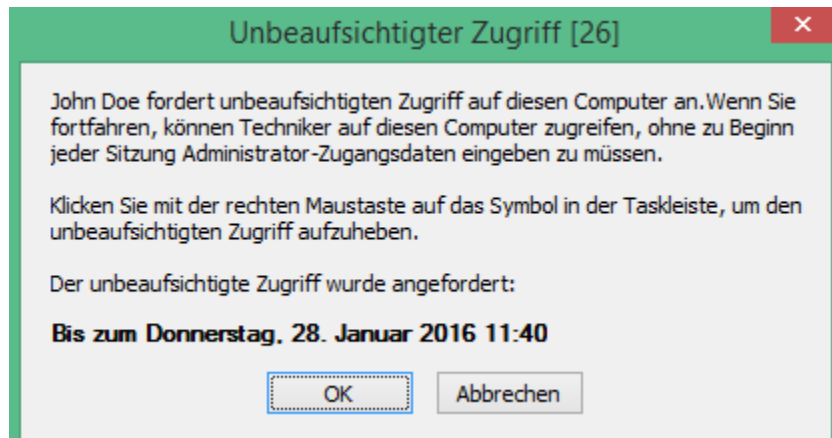 Unbeaufsichtigter Zugriff [26]
John Doe fordert unbeaufsichtigten Zugriff auf diesen Computer an.Wenn Sie
fortfahren, können Techniker auf diesen Computer zugreifen, ohne zu Beginn
jeder Sitzung Administrator-Zugangsdaten eingeben zu müssen.
Klicken Sie mit der rechten Maustaste auf das Symbol in der Taskleiste, um den
unbeaufsichtigten Zugriff aufzuheben.
Der unbeaufsichtigte Zugriff wurde angefordert:
Bis zum Donnerstag, 28. Januar 2016 11:40
OK Abbrechen